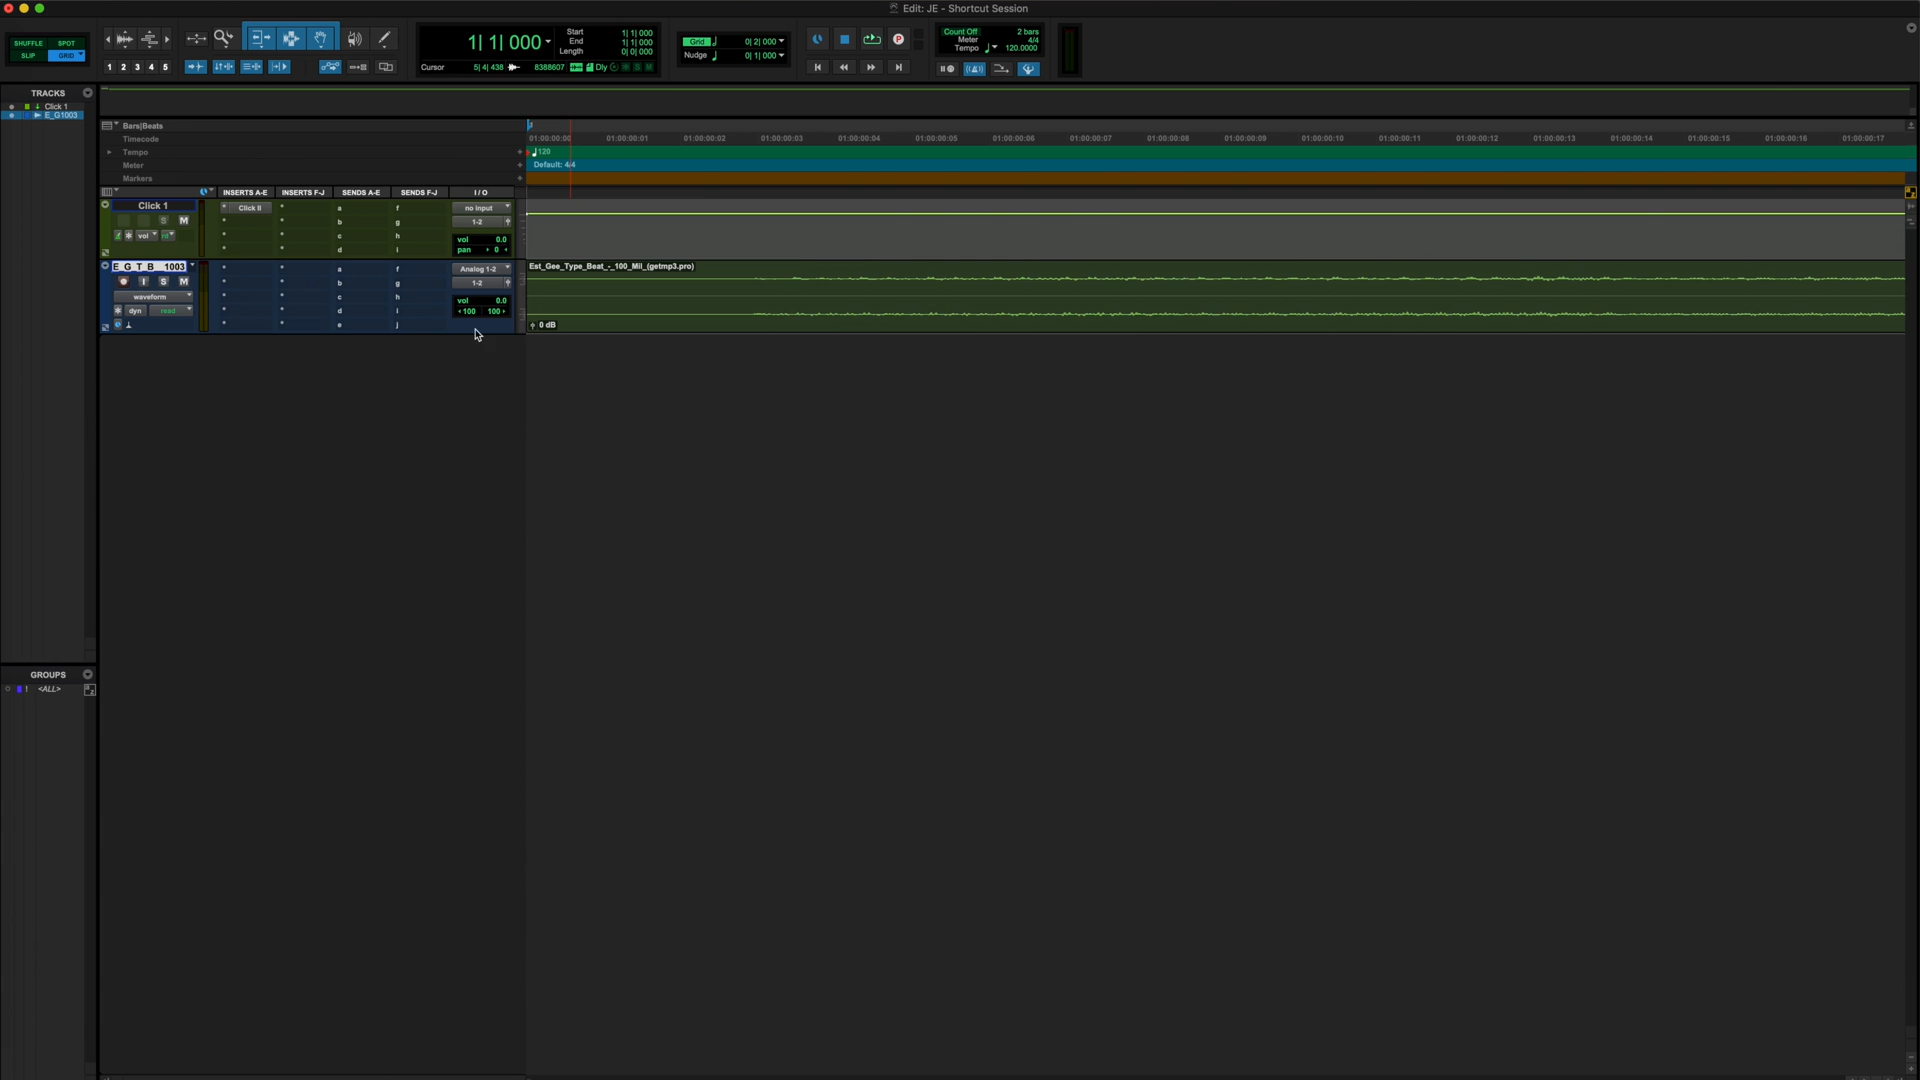 Edit: JE - Shortcut Session
SHUFFLE SPOT
SLIP GRID
1 2 3 4 5
1| 1| 000
Start 1| 1| 000
End 1| 1| 000
Length 0| 0| 000
Cursor 5| 4| 438 8388607 Dly S M
Grid 0| 2| 000
Nudge 0| 1| 000
P
Count Off 2 bars
Meter 4/4
Tempo 120.0000
TRACKS
Click 1
E_G1003
Bars|Beats
Timecode
Tempo
Meter
Markers
1
01:00:00:00 01:00:00:01 01:00:00:02 01:00:00:03 01:00:00:04 01:00:00:05 01:00:00:06 01:00:00:07 01:00:00:08 01:00:00:09 01:00:00:10 01:00:00:11 01:00:00:12 01:00:00:13 01:00:00:14 01:00:00:15 01:00:00:16 01:00:00:17
120
Default: 4/4
INSERTS A-E INSERTS F-J SENDS A-E SENDS F-J I / O
Click 1 Click II a f no input
S M b g 1-2
vol rd c h vol 0.0
d i pan 0
E_G_T_B__1003 a f Analog 1-2
I S M b g 1-2
waveform c h vol 0.0
dyn read d i 100 100
e j
Est_Gee_Type_Beat_-_100_Mil_(getmp3.pro)
0 dB
GROUPS
! <ALL>